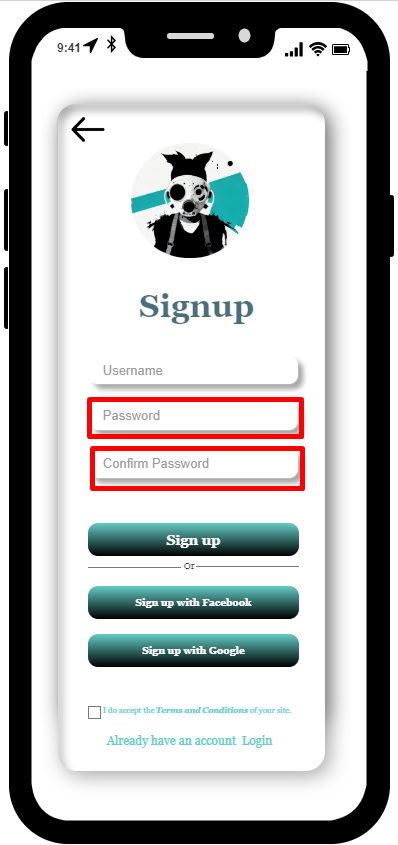 9:41
Signup
Username
Password
Confirm Password
Sign up
Or
Sign up with Facebook
Sign up with Google
I do accept the Terms and Conditions of your site.
Already have an account Login